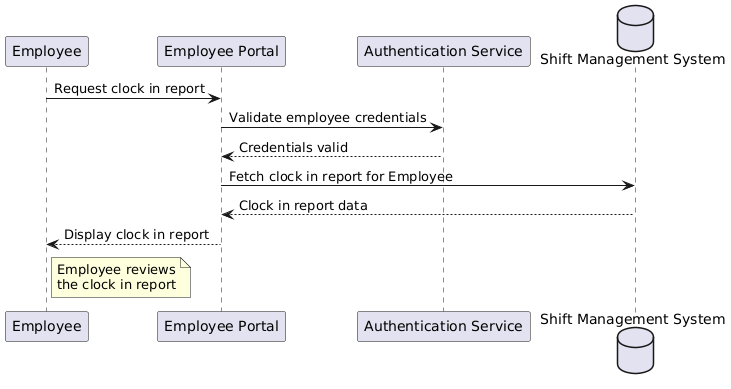 Employee
Employee Portal
Authentication Service
Shift Management System
Request clock in report
Validate employee credentials
Credentials valid
Fetch clock in report for Employee
Clock in report data
Display clock in report
Employee reviews
the clock in report
Employee
Employee Portal
Authentication Service
Shift Management System